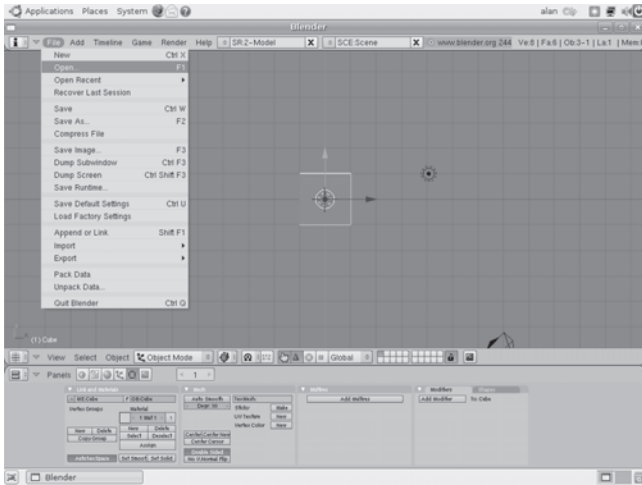 Applications Places System alan
Blender
File Add Timeline Game Render Help SR:2-Model X SCE:Scene X www.blender.org 244 Ve:8 | Fa:6 | Ob:3-1 | La:1 | Mem:
New Ctrl X
Open... F1
Open Recent
Recover Last Session
Save Ctrl W
Save As... F2
Compress File
Save Image... F3
Dump Subwindow Ctrl F3
Dump Screen Ctrl Shift F3
Save Runtime...
Save Default Settings Ctrl U
Load Factory Settings
Append or Link Shift F1
Import
Export
Pack Data
Unpack Data...
Quit Blender Ctrl Q
(1) Cube
View Select Object Object Mode Global
Panels 1
Link and Materials Mesh Multires Modifiers
ME:Cube OB:Cube Auto Smooth TexMesh: Add Multires Add Modifier To: Cube
Vertex Groups Material Degr: 30 Sticky Make
1 Mat 1 UV Texture New
New Delete New Delete Vertex Color New
Copy Group Select Deselect Center Center New
Assign Center Cursor
AutoTexSpace Set Smooth Set Solid Double Sided
No V.Normal Flip
Blender